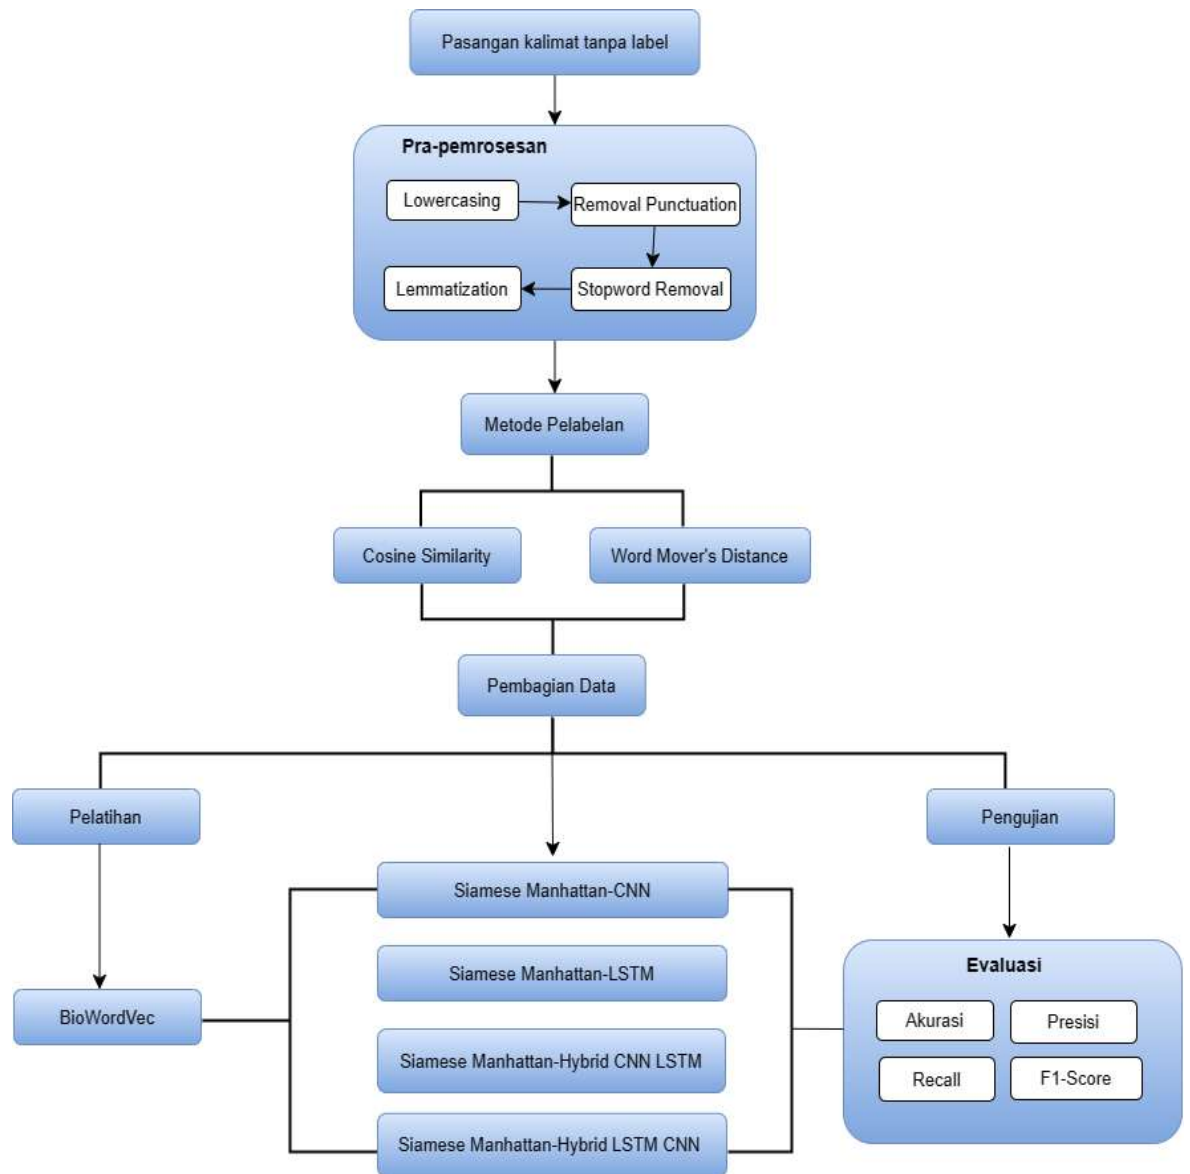 Pasangan kalimat tanpa label
Pra-pemrosesan
Lowercasing
Removal Punctuation
Lemmatization
Stopword Removal
Metode Pelabelan
Cosine Similarity
Word Mover's Distance
Pembagian Data
Pelatihan
Pengujian
Siamese Manhattan-CNN
Siamese Manhattan-LSTM
BioWordVec
Siamese Manhattan-Hybrid CNN LSTM
Siamese Manhattan-Hybrid LSTM CNN
Evaluasi
Akurasi
Presisi
Recall
F1-Score